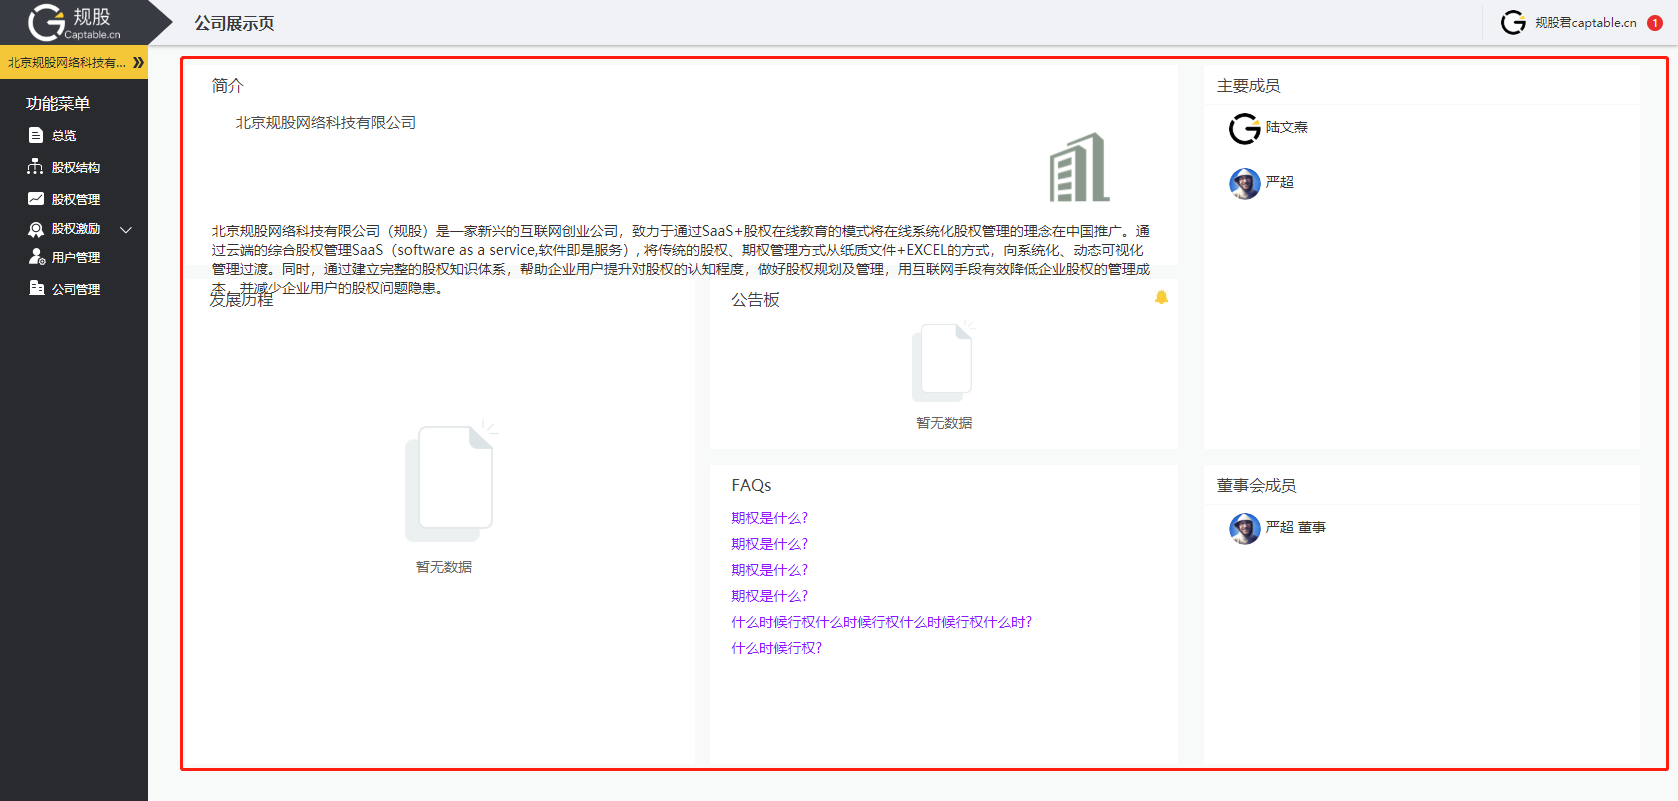 规股
Captable.cn
公司展示页
规股君captable.cn
1
北京规股网络科技有...
功能菜单
总览
股权结构
股权管理
股权激励
用户管理
公司管理
简介
北京规股网络科技有限公司
北京规股网络科技有限公司（规股）是一家新兴的互联网创业公司，致力于通过SaaS+股权在线教育的模式将在线系统化股权管理的理念在中国推广。通
过云端的综合股权管理SaaS（software as a service,软件即是服务）, 将传统的股权、期权管理方式从纸质文件+EXCEL的方式，向系统化、动态可视化
管理过渡。同时，通过建立完整的股权知识体系，帮助企业用户提升对股权的认知程度，做好股权规划及管理，用互联网手段有效降低企业股权的管理成
本，并减少企业用户的股权问题隐患。
发展历程
暂无数据
公告板
暂无数据
FAQs
期权是什么?
期权是什么?
期权是什么?
期权是什么?
什么时候行权什么时候行权什么时候行权什么时?
什么时候行权?
主要成员
陆文焘
严超
董事会成员
严超 董事